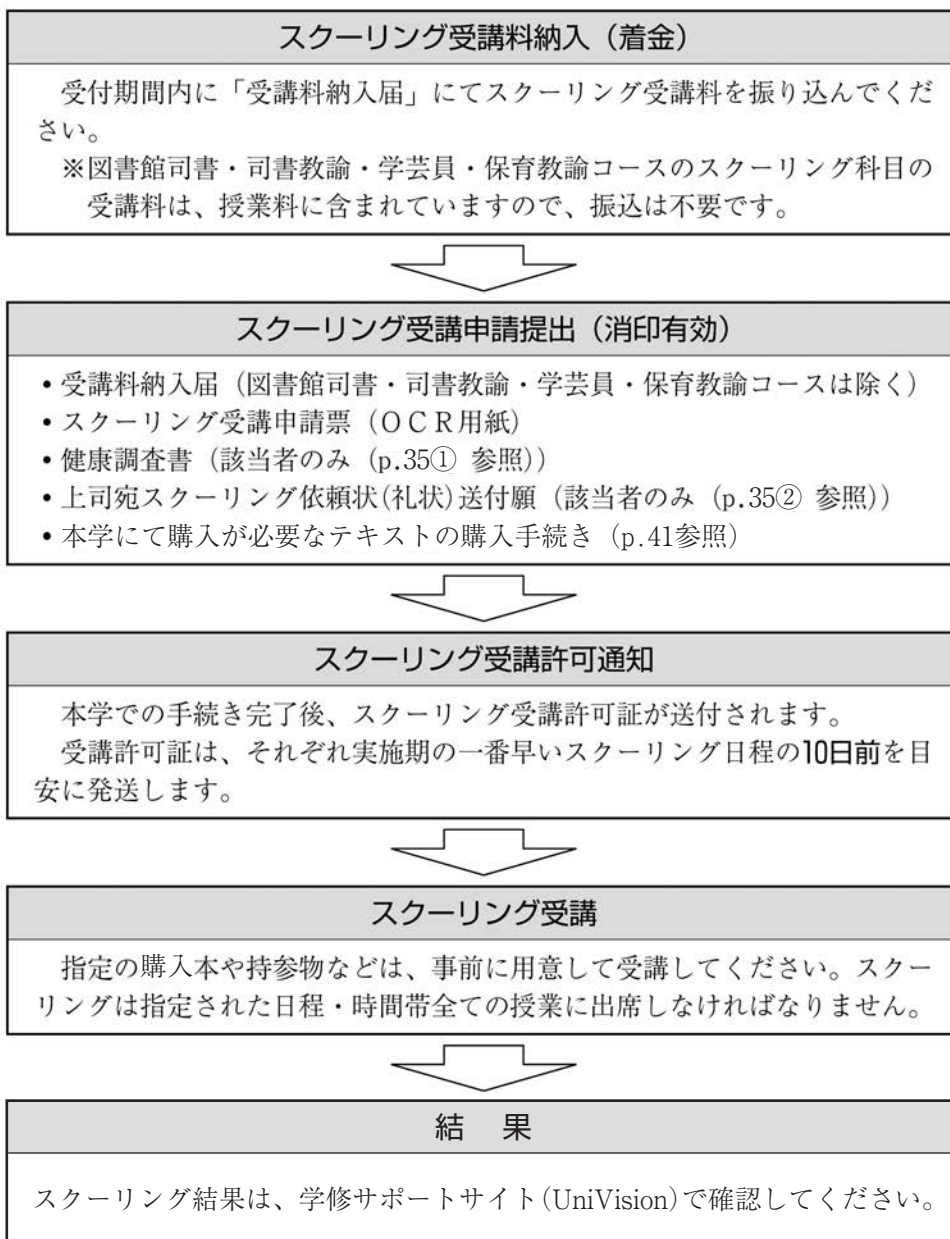 スクーリング受講料納入（着金）
受付期間内に「受講料納入届」にてスクーリング受講料を振り込んでくだ
さい。
※図書館司書・司書教諭・学芸員・保育教諭コースのスクーリング科目の
受講料は、授業料に含まれていますので、振込は不要です。
スクーリング受講申請提出（消印有効）
•受講料納入届（図書館司書・司書教諭・学芸員・保育教諭コースは除く）
•スクーリング受講申請票（ＯＣＲ用紙）
•健康調査書（該当者のみ（p.35① 参照））
•上司宛スクーリング依頼状(礼状)送付願（該当者のみ（p.35② 参照））
•本学にて購入が必要なテキストの購入手続き（p.41参照）
スクーリング受講許可通知
本学での手続き完了後、スクーリング受講許可証が送付されます。
受講許可証は、それぞれ実施期の一番早いスクーリング日程の10日前を目
安に発送します。
スクーリング受講
指定の購入本や持参物などは、事前に用意して受講してください。スクー
リングは指定された日程・時間帯全ての授業に出席しなければなりません。
結　果
スクーリング結果は、学修サポートサイト(UniVision)で確認してください。